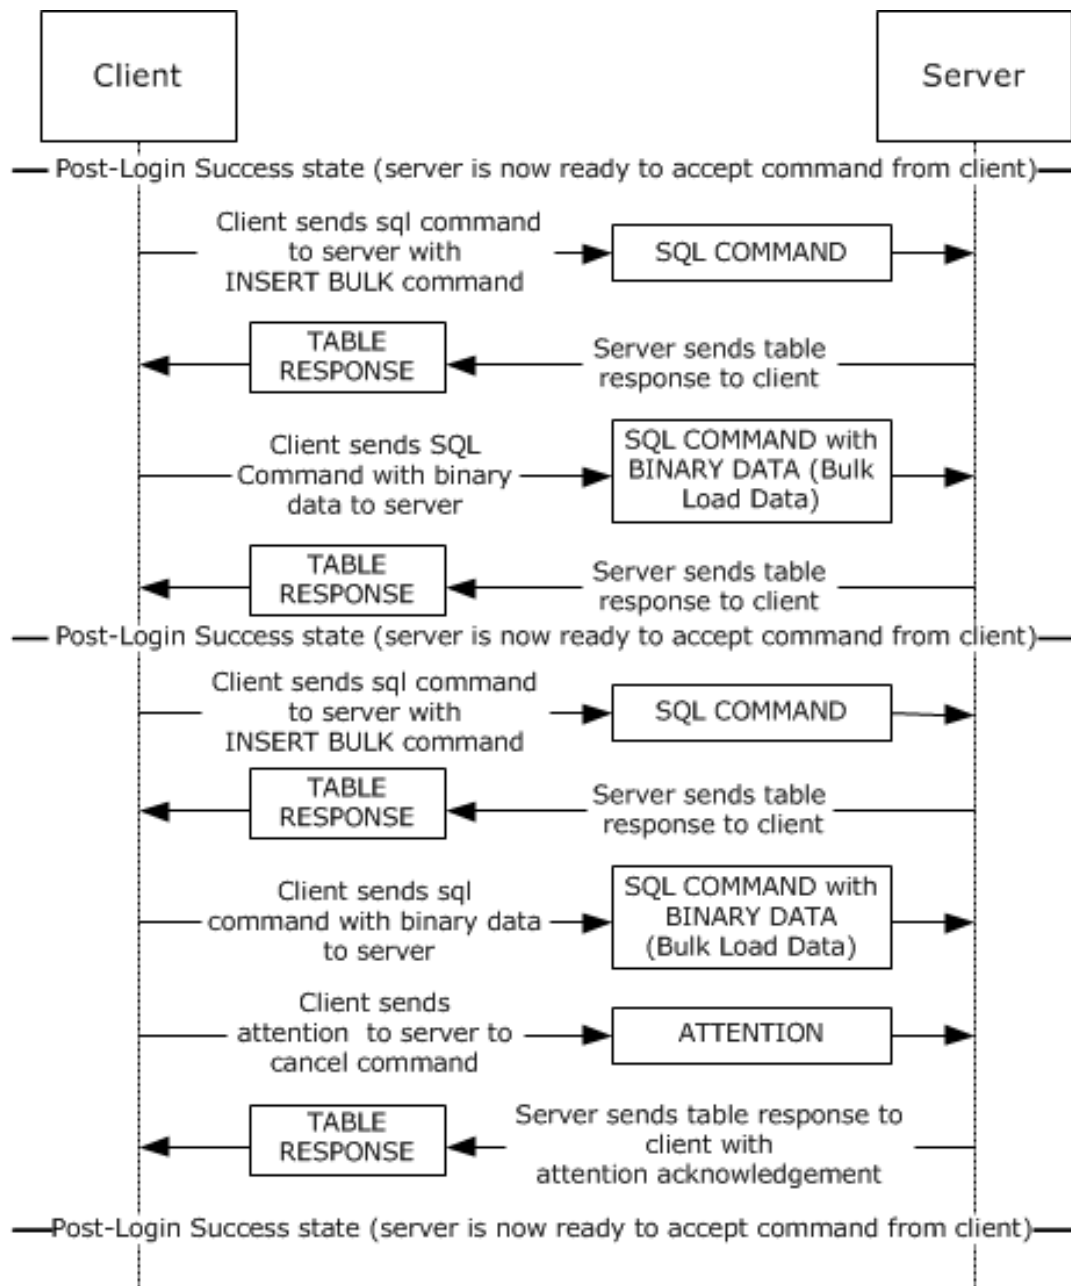 Client
Server
Post-Login Success state (server is now ready to accept command from client)
Client sends sql command
to server with
INSERT BULK command
SQL COMMAND
TABLE
RESPONSE
Server sends table
response to client
Client sends SQL
Command with binary
data to server
SQL COMMAND with
BINARY DATA (Bulk
Load Data)
TABLE
RESPONSE
Server sends table
response to client
Post-Login Success state (server is now ready to accept command from client)
Client sends sql command
to server with
INSERT BULK command
SQL COMMAND
TABLE
RESPONSE
Server sends table
response to client
Client sends sql
command with binary data
to server
SQL COMMAND with
BINARY DATA
(Bulk Load Data)
Client sends
attention to server to
cancel command
ATTENTION
TABLE
RESPONSE
Server sends table response to
client with
attention acknowledgement
Post-Login Success state (server is now ready to accept command from client)